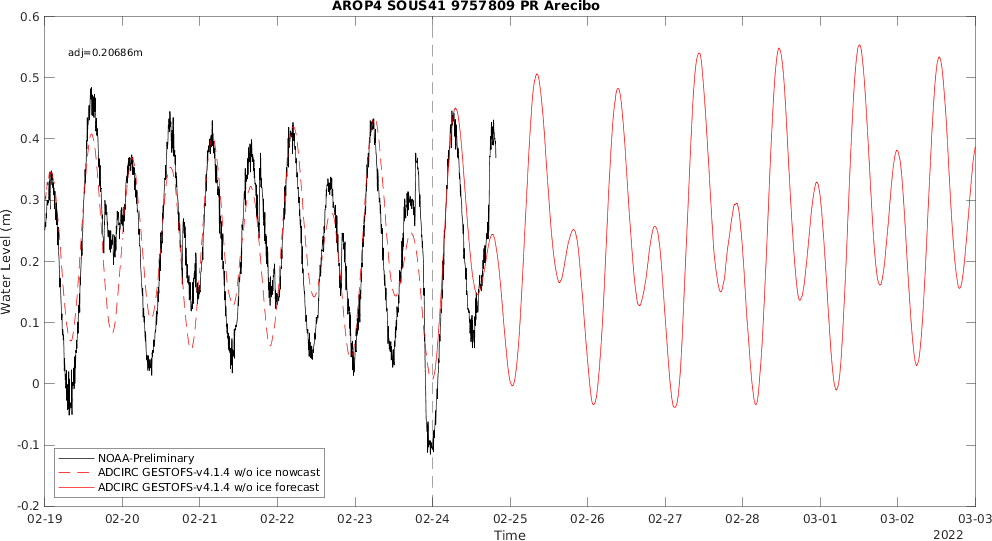 AROP4 SOUS41 9757809 PR Arecibo
adj=0.20686m
0.6
0.5
0.4
0.3
0.2
0.1
0
-0.1
-0.2
Water Level (m)
NOAA-Preliminary
ADCIRC GESTOFS-v4.1.4 w/o ice nowcast
ADCIRC GESTOFS-v4.1.4 w/o ice forecast
02-19 02-20 02-21 02-22 02-23 02-24 02-25 02-26 02-27 02-28 03-01 03-02 03-03
Time
2022